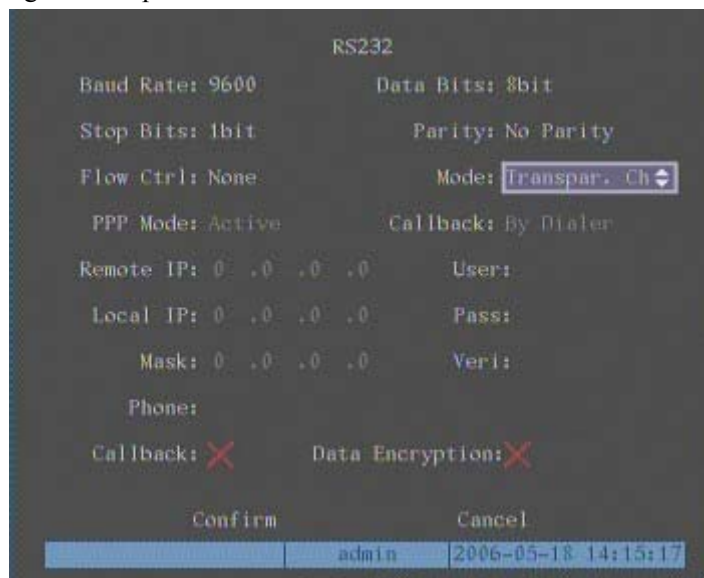 RS232
Baud Rate: 9600 Data Bits: 8bit
Stop Bits: 1bit Parity: No Parity
Flow Ctrl: None Mode: Transpar. Ch
PPP Mode: Active Callback: By Dialer
Remote IP: 0 .0 .0 .0 User:
Local IP: 0 .0 .0 .0 Pass:
Mask: 0 .0 .0 .0 Veri:
Phone:
Callback: Data Encryption:
Confirm Cancel
admin 2006-05-18 14:15:17